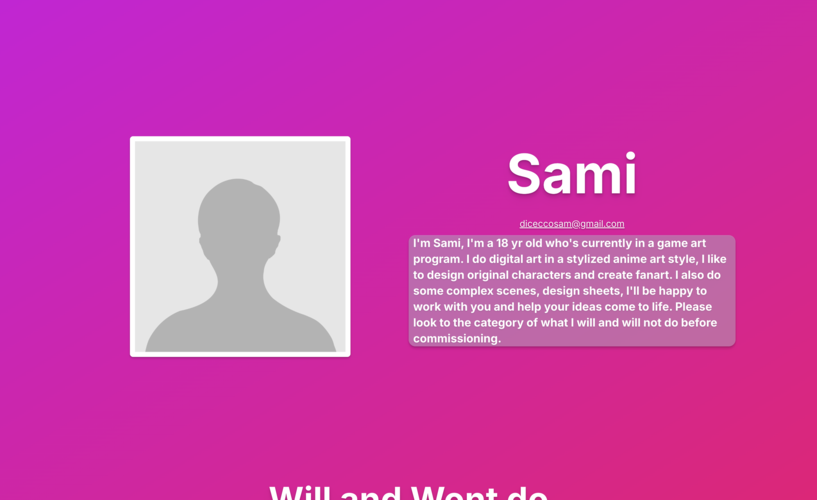 Sami
diceccosam@gmail.com
I'm Sami, I'm a 18 yr old who's currently in a game art
program. I do digital art in a stylized anime art style, I like
to design original characters and create fanart. I also do
some complex scenes, design sheets, I'll be happy to
work with you and help your ideas come to life. Please
look to the category of what I will and will not do before
commissioning.
Will and Wont do